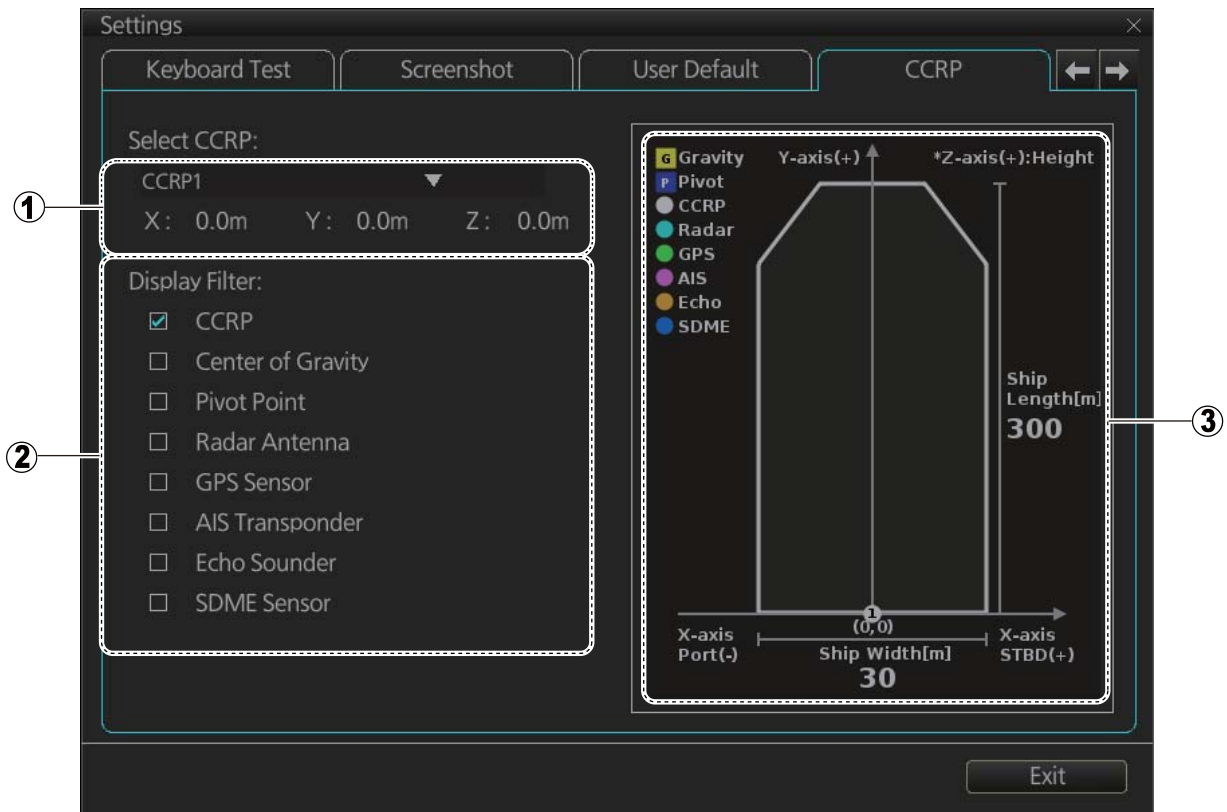 Settings
Keyboard Test
Screenshot
User Default
CCRP
Select CCRP:
CCRP1
X: 0.0m Y: 0.0m Z: 0.0m
1
Display Filter:
CCRP
Center of Gravity
Pivot Point
Radar Antenna
GPS Sensor
AIS Transponder
Echo Sounder
SDME Sensor
2
G Gravity
P Pivot
CCRP
Radar
GPS
AIS
Echo
SDME
Y-axis(+)
*Z-axis(+):Height
Ship
Length[m]
300
3
1
(0,0)
X-axis
Port(-)
Ship Width[m]
30
X-axis
STBD(+)
Exit